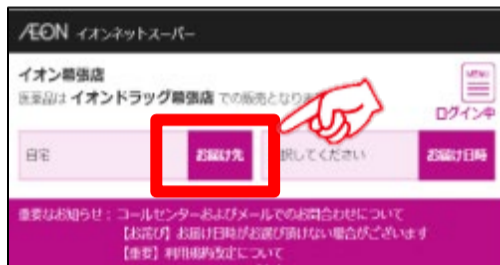 ÆON イオンネットスーパー
イオン幕張店
MENU
医薬品は イオンドラッグ幕張店 での販売となり
ログイン中
自宅 お届け先 択してください お届け日時
重要なお知らせ： コールセンターおよびメールでのお問合わせについて
【お詫び】お届け日時がお選び頂けない場合がございます
【重要】利用規約改定について